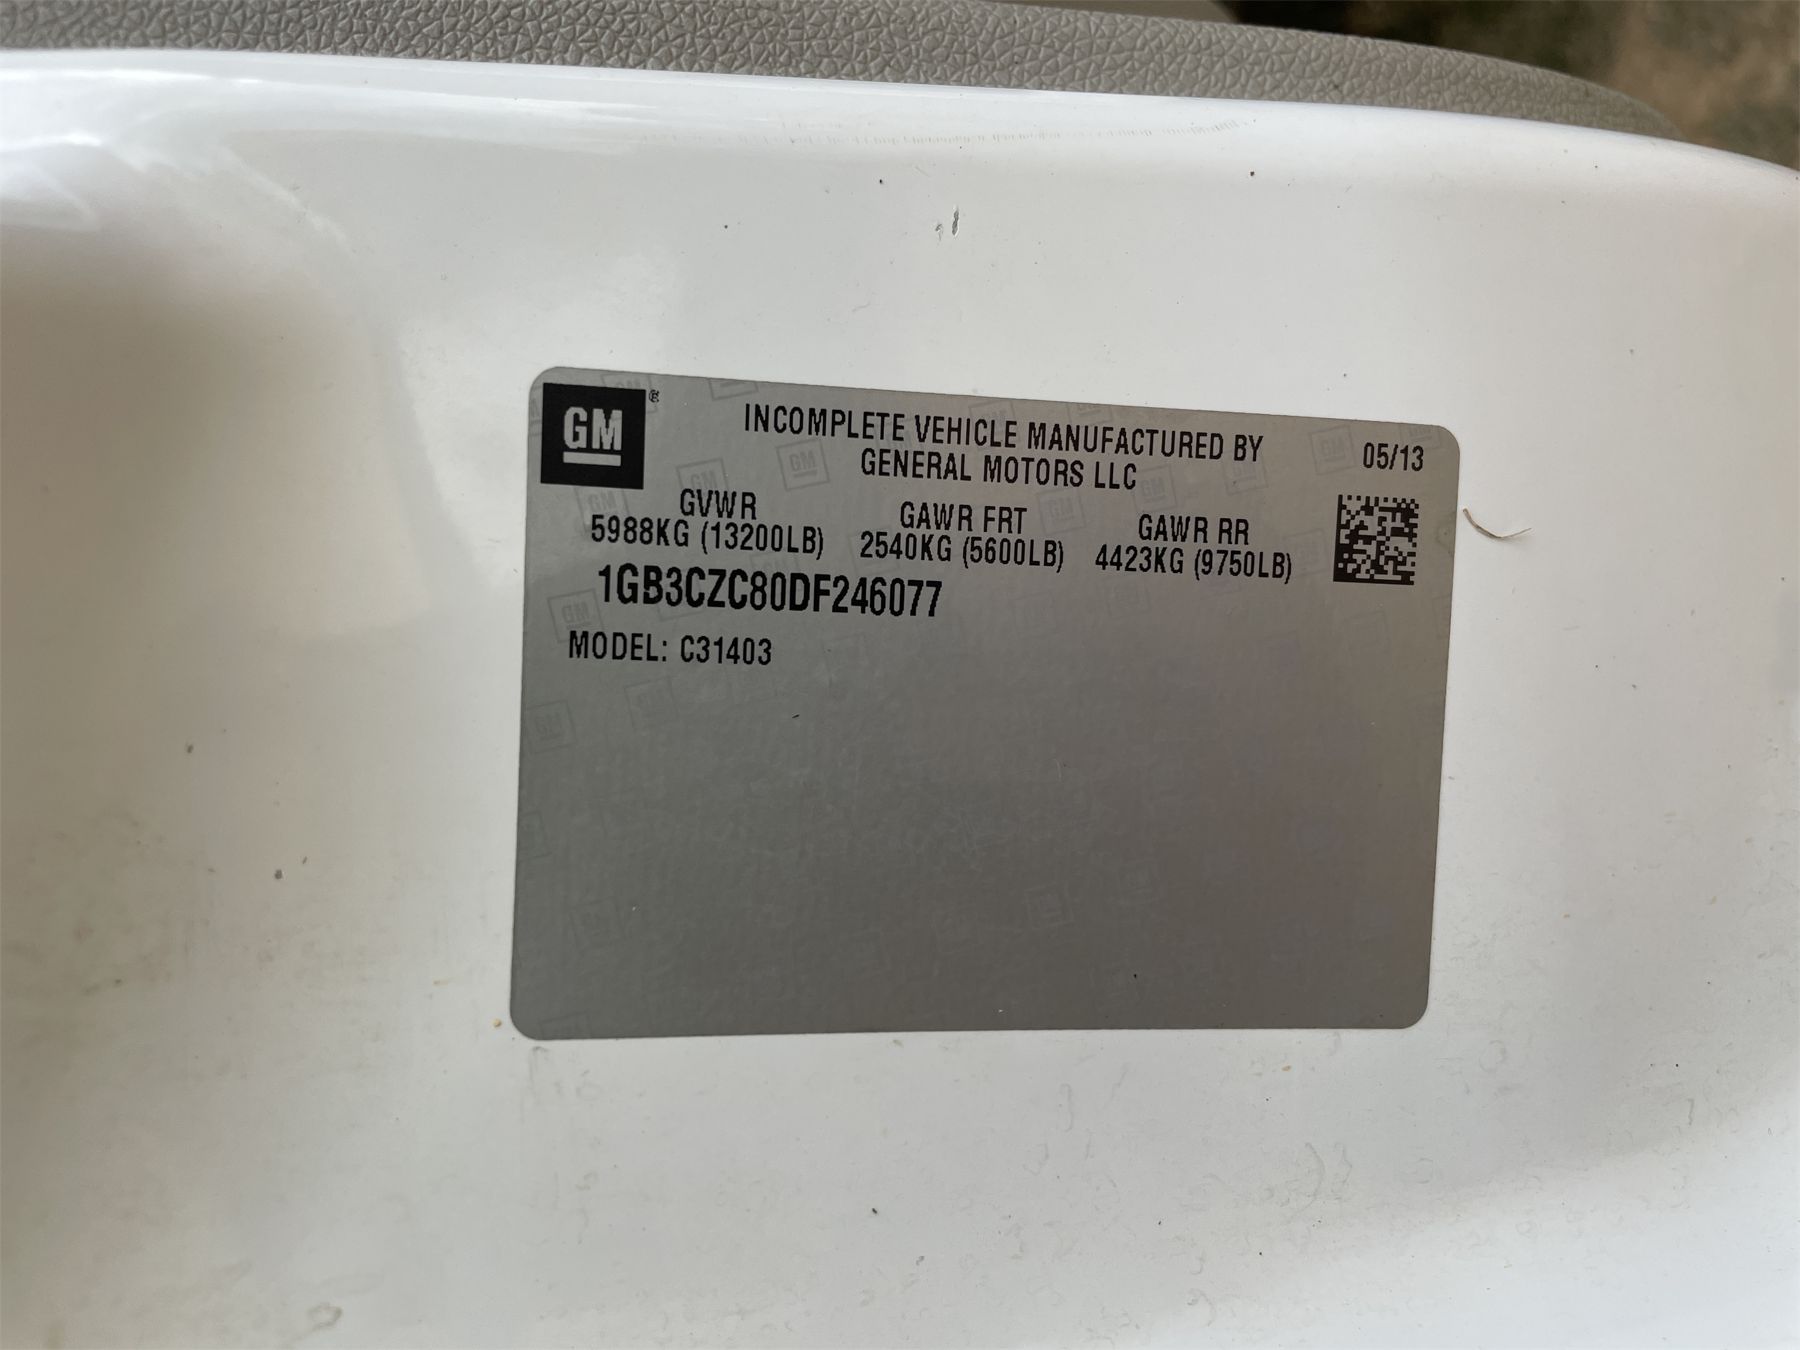 GM®
INCOMPLETE VEHICLE MANUFACTURED BY
GENERAL MOTORS LLC
05/13
GVWR
5988KG (13200LB)
GAWR FRT
2540KG (5600LB)
GAWR RR
4423KG (9750LB)
1GB3CZC80DF246077
MODEL: C31403